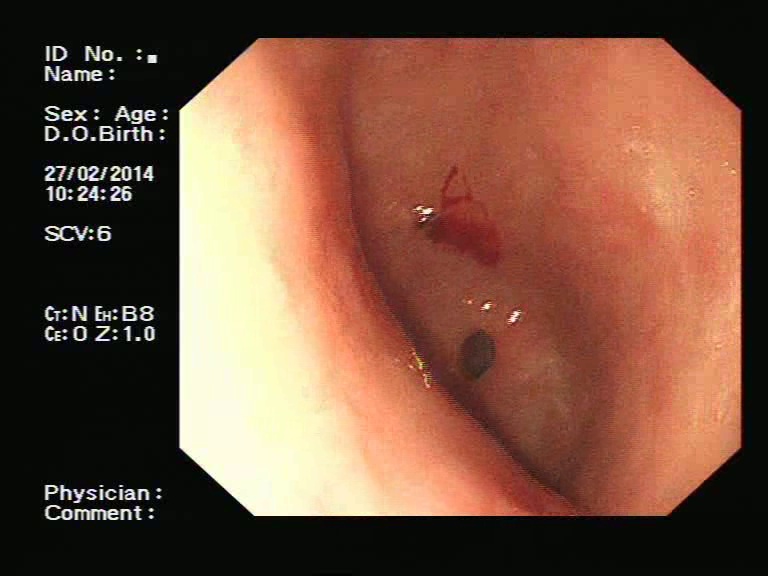 ID No. :
Name:
Sex: Age:
D.O.Birth:
27/02/2014
10:24:26
SCV:6
CT:N EH:B8
CE:0 Z:1.0
Physician:
Comment: